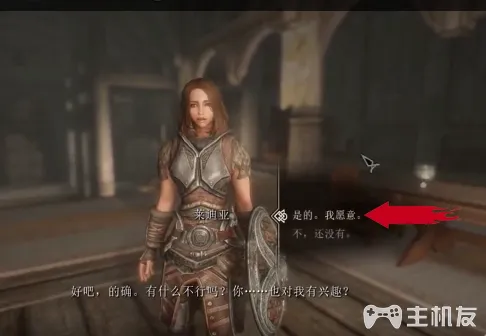 莱迪亚
是的。我愿意。
不，还没有。
好吧，的确。有什么不行吗？你……也对我有兴趣？
主机友